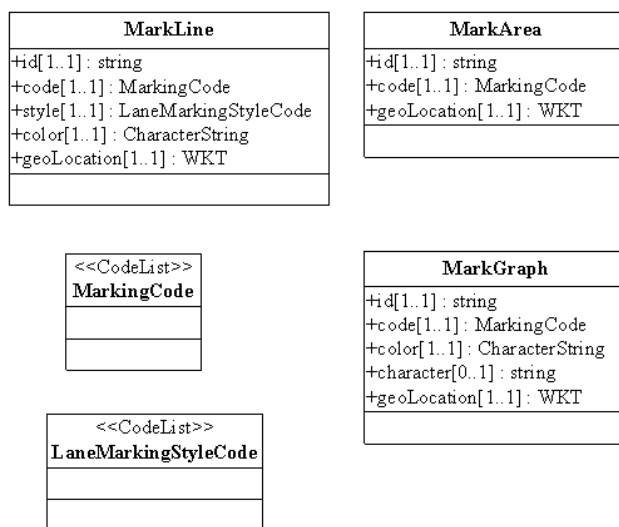 MarkLine
+id[1..1] : string
+code[1..1] : MarkingCode
+style[1..1] : LaneMarkingStyleCode
+color[1..1] : CharacterString
+geoLocation[1..1] : WKT
MarkArea
+id[1..1] : string
+code[1..1] : MarkingCode
+geoLocation[1..1] : WKT
<<CodeList>>
MarkingCode
MarkGraph
+id[1..1] : string
+code[1..1] : MarkingCode
+color[1..1] : CharacterString
+character[0..1] : string
+geoLocation[1..1] : WKT
<<CodeList>>
LaneMarkingStyleCode